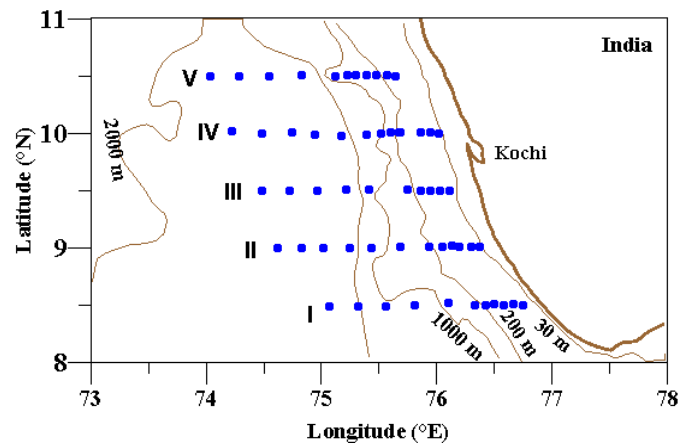 11
India
V
2000 m
IV
10
Kochi
Latitude (°N)
III
9
II
I
1000 m
200 m
30 m
8
73
74
75
76
77
78
Longitude (°E)